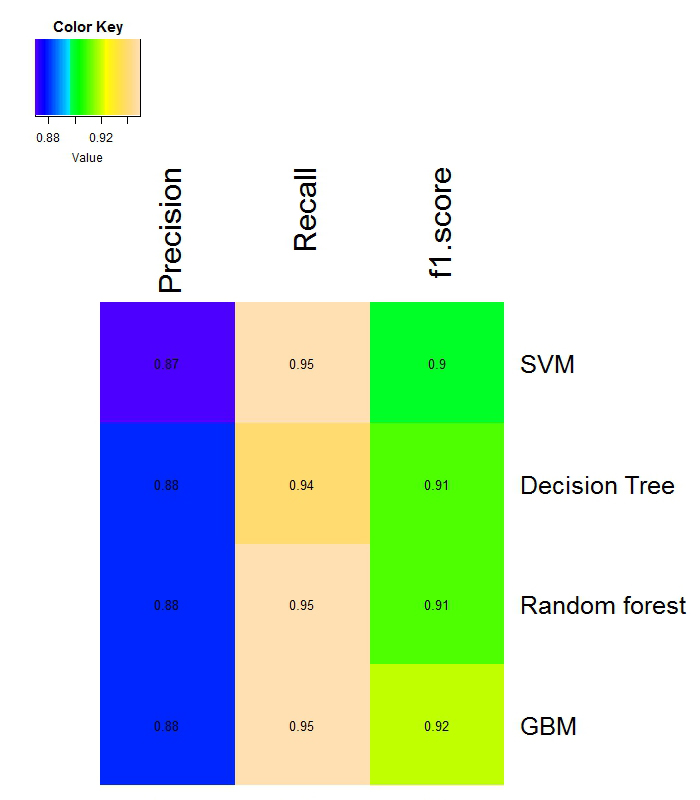 Color Key
0.88 0.92
Value
Precision Recall f1.score
0.87 0.95 0.9 SVM
0.88 0.94 0.91 Decision Tree
0.88 0.95 0.91 Random forest
0.88 0.95 0.92 GBM